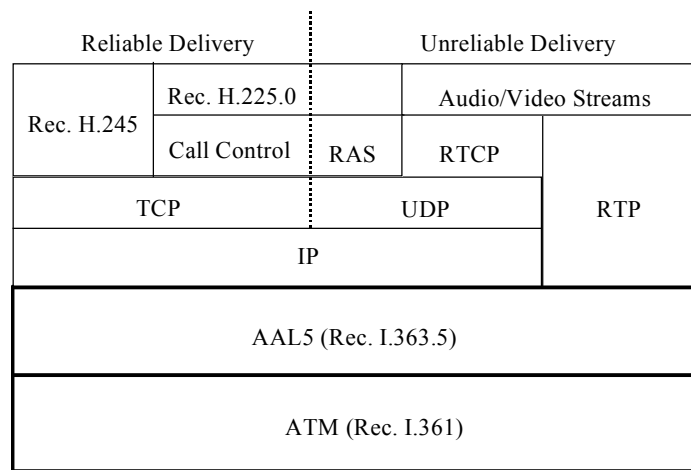 Reliable Delivery
Unreliable Delivery
Rec. H.225.0
Audio/Video Streams
Rec. H.245
Call Control
RAS
RTCP
TCP
UDP
RTP
IP
AAL5 (Rec. I.363.5)
ATM (Rec. I.361)